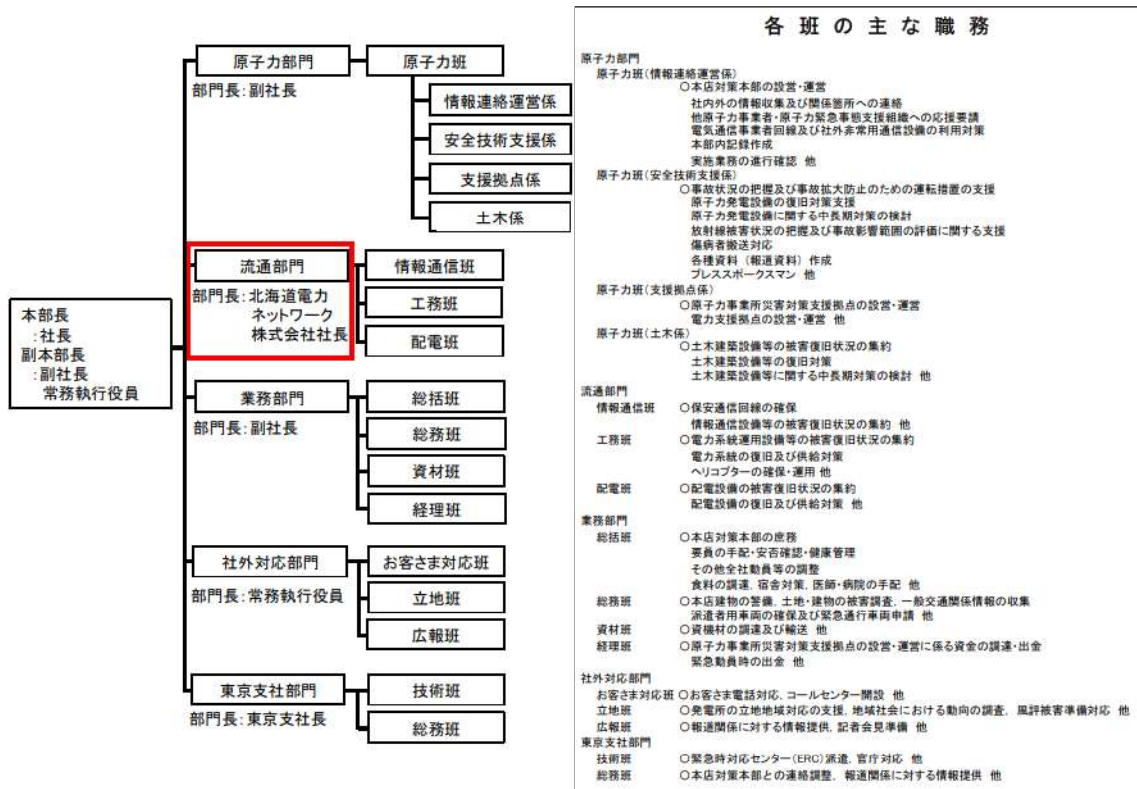 原子力部門
部門長：副社長
原子力班
情報連絡運営係
安全技術支援係
支援拠点係
土木係
流通部門
部門長：北海道電力
ネットワーク
株式会社社長
情報通信班
工務班
配電班
本部長
：社長
副本部長
：副社長
常務執行役員
業務部門
部門長：副社長
総括班
総務班
資材班
経理班
社外対応部門
部門長：常務執行役員
お客さま対応班
立地班
広報班
東京支社部門
部門長：東京支社長
技術班
総務班
各班の主な職務
原子力部門
原子力班（情報連絡運営係）
○本店対策本部の設営・運営
社内外の情報収集及び関係箇所への連絡
他原子力事業者・原子力緊急事態支援組織への応援要請
電気通信事業者回線及び社外非常用通信設備の利用対策
本部内記録作成
実施業務の進行確認 他
原子力班（安全技術支援係）
○事故状況の把握及び事故拡大防止のための運転措置の支援
原子力発電設備の復旧対策支援
原子力発電設備に関する中長期対策の検討
放射線被害状況の把握及び事故影響範囲の評価に関する支援
傷病者搬送対応
各種資料（報道資料）作成
プレススポークスマン 他
原子力班（支援拠点係）
○原子力事業所災害対策支援拠点の設営・運営
電力支援拠点の設営・運営 他
原子力班（土木係）
○土木建築設備等の被害復旧状況の集約
土木建築設備等の復旧対策
土木建築設備等に関する中長期対策の検討 他
流通部門
情報通信班 ○保安通信回線の確保
情報通信設備等の被害復旧状況の集約 他
工務班 ○電力系統運用設備等の被害復旧状況の集約
電力系統の復旧及び供給対策
ヘリコプターの確保・運用 他
配電班 ○配電設備の被害復旧状況の集約
配電設備の復旧及び供給対策 他
業務部門
総括班 ○本店対策本部の庶務
要員の手配・安否確認・健康管理
その他全社動員等の調整
食料の調達，宿舎対策，医師・病院の手配 他
総務班 ○本店建物の警備，土地・建物の被害調査，一般交通関係情報の収集
派遣者用車両の確保及び緊急通行車両申請 他
資材班 ○資機材の調達及び輸送 他
経理班 ○原子力事業所災害対策支援拠点の設営・運営に係る資金の調達・出金
緊急動員時の出金 他
社外対応部門
お客さま対応班 ○お客さま電話対応，コールセンター開設 他
立地班 ○発電所の立地地域対応の支援，地域社会における動向の調査，風評被害準備対応 他
広報班 ○報道関係に対する情報提供，記者会見準備 他
東京支社部門
技術班 ○緊急時対応センター（ERC）派遣，官庁対応 他
総務班 ○本店対策本部との連絡調整，報道関係に対する情報提供 他